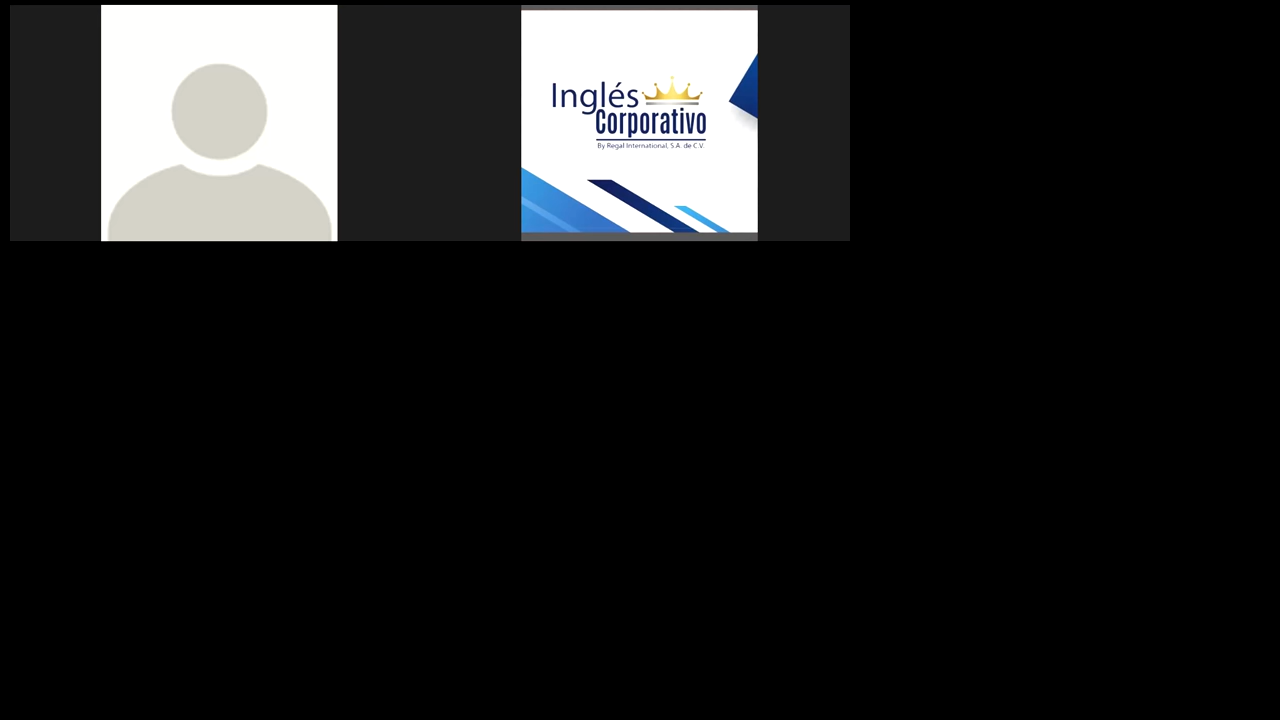 Inglés
Corporativo
By Regal International, S.A. de C.V.